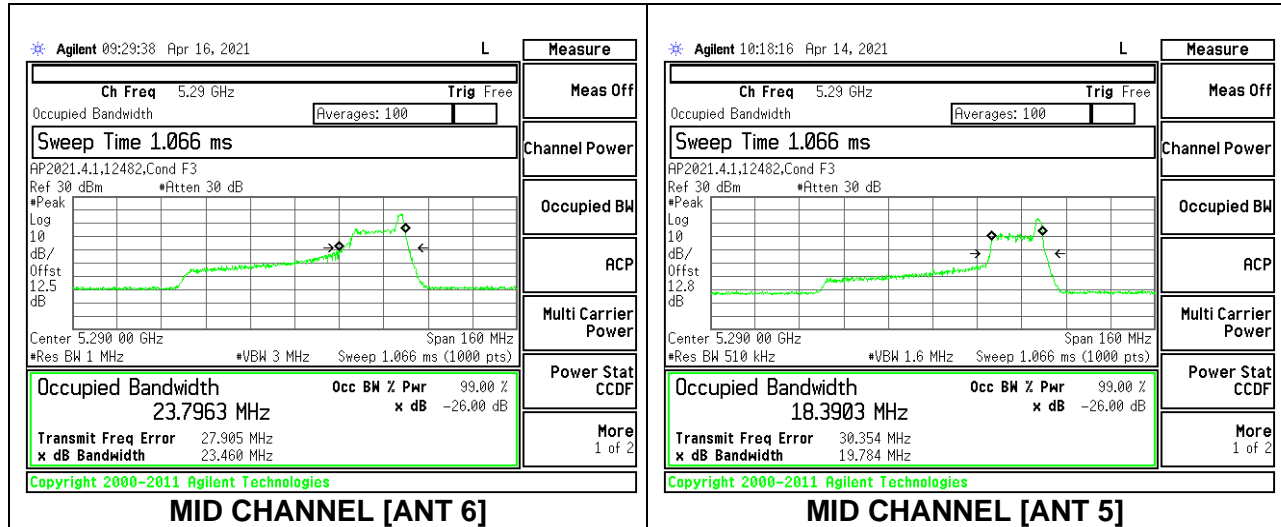 Agilent 09:29:38 Apr 16, 2021 L Measure
Ch Freq 5.29 GHz Trig Free
Occupied Bandwidth Averages: 100
Sweep Time 1.066 ms
AP2021.4.1,12482,Cond F3
Ref 30 dBm #Atten 30 dB
#Peak
Log
10
dB/
Offst
12.5
dB
Center 5.290 00 GHz Span 160 MHz
#Res BW 1 MHz #VBW 3 MHz Sweep 1.066 ms (1000 pts)
Occupied Bandwidth Occ BW % Pwr 99.00 %
23.7963 MHz x dB -26.00 dB
Transmit Freq Error 27.905 MHz
x dB Bandwidth 23.460 MHz
Copyright 2000-2011 Agilent Technologies
Meas Off
Channel Power
Occupied BW
ACP
Multi Carrier
Power
Power Stat
CCDF
More
1 of 2
MID CHANNEL [ANT 6]
Agilent 10:18:16 Apr 14, 2021 L Measure
Ch Freq 5.29 GHz Trig Free
Occupied Bandwidth Averages: 100
Sweep Time 1.066 ms
AP2021.4.1,12482,Cond F3
Ref 30 dBm #Atten 30 dB
#Peak
Log
10
dB/
Offst
12.8
dB
Center 5.290 00 GHz Span 160 MHz
#Res BW 510 kHz #VBW 1.6 MHz Sweep 1.066 ms (1000 pts)
Occupied Bandwidth Occ BW % Pwr 99.00 %
18.3903 MHz x dB -26.00 dB
Transmit Freq Error 30.354 MHz
x dB Bandwidth 19.784 MHz
Copyright 2000-2011 Agilent Technologies
Meas Off
Channel Power
Occupied BW
ACP
Multi Carrier
Power
Power Stat
CCDF
More
1 of 2
MID CHANNEL [ANT 5]